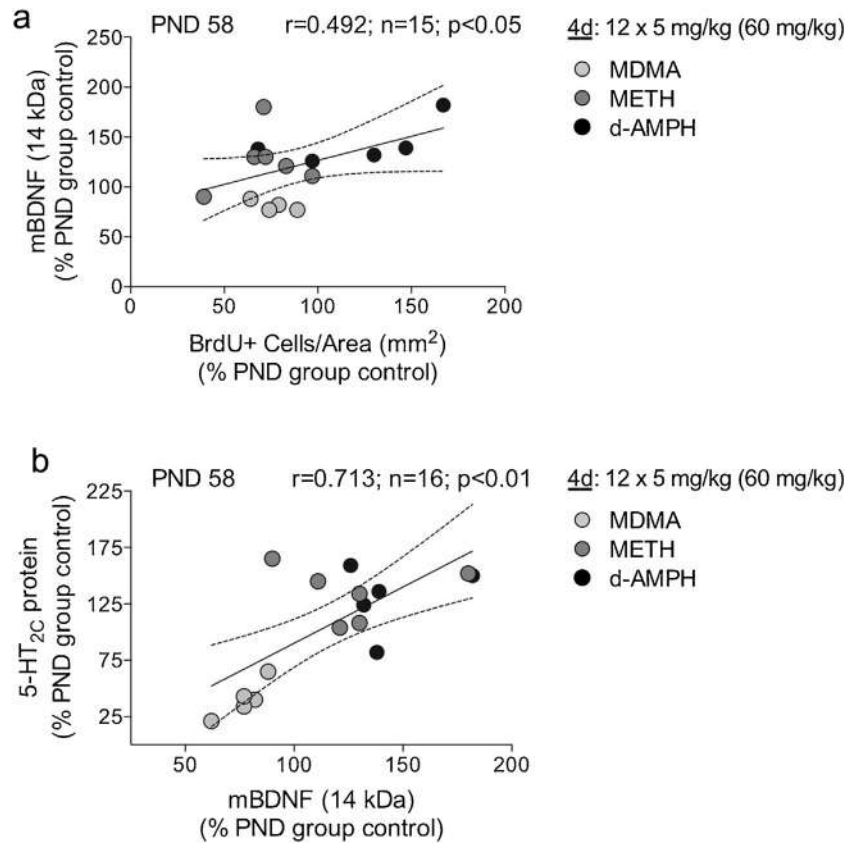 a
PND 58 r=0.492; n=15; p<0.05
4d: 12 x 5 mg/kg (60 mg/kg)
MDMA
METH
d-AMPH
mBDNF (14 kDa)
(% PND group control)
250
200
150
100
50
0
0 50 100 150 200
BrdU+ Cells/Area (mm²)
(% PND group control)
b
PND 58 r=0.713; n=16; p<0.01
4d: 12 x 5 mg/kg (60 mg/kg)
MDMA
METH
d-AMPH
5-HT₂C protein
(% PND group control)
225
175
125
75
25
50 100 150 200
mBDNF (14 kDa)
(% PND group control)